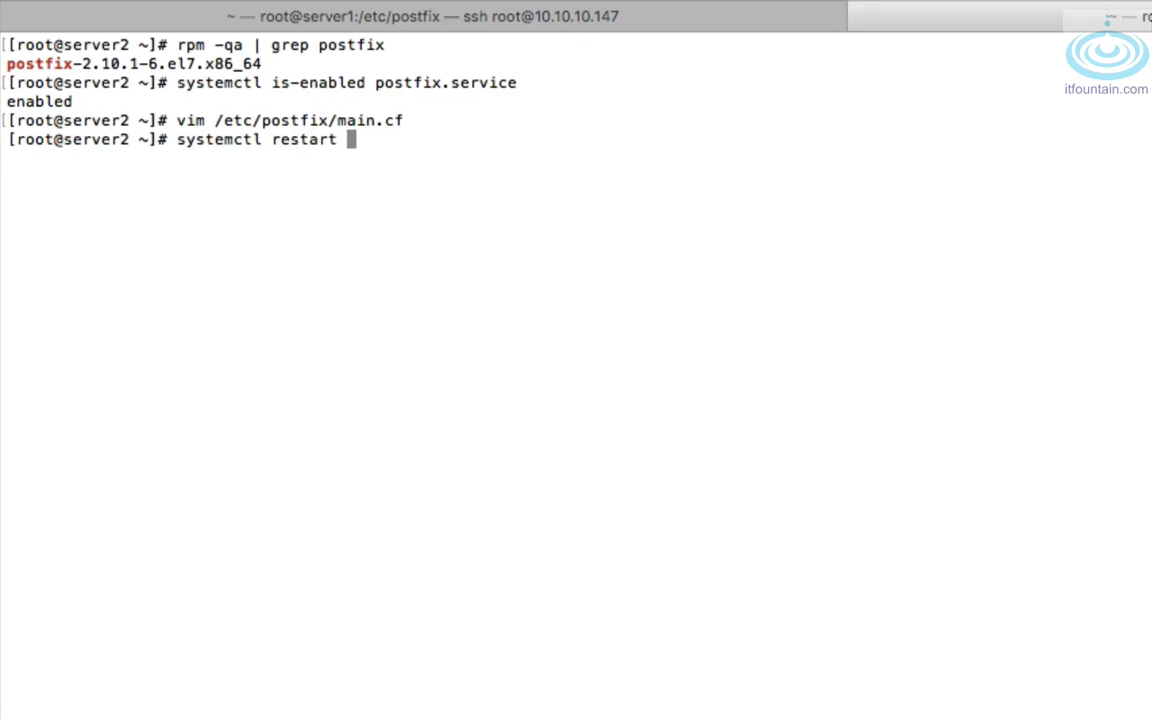 ~ — root@server1:/etc/postfix — ssh root@10.10.10.147
~ — ro
[[root@server2 ~]# rpm -qa | grep postfix
postfix-2.10.1-6.el7.x86_64
[[root@server2 ~]# systemctl is-enabled postfix.service
enabled
[[root@server2 ~]# vim /etc/postfix/main.cf
[root@server2 ~]# systemctl restart
itfountain.com